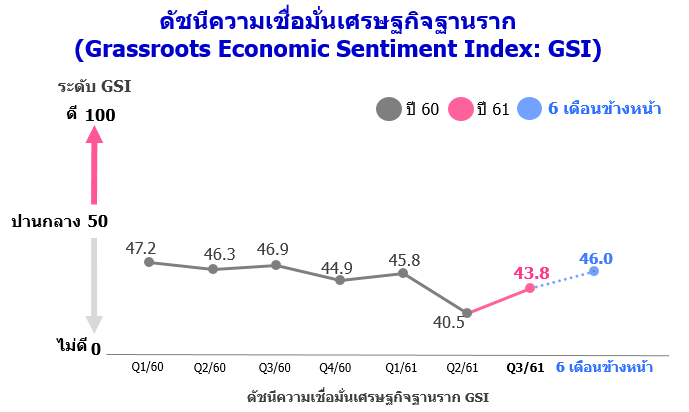 ดัชนีความเชื่อมั่นเศรษฐกิจฐานราก
(Grassroots Economic Sentiment Index: GSI)
ระดับ GSI
ดี 100
ปี 60 ปี 61 6 เดือนข้างหน้า
ปานกลาง 50
47.2 46.3 46.9 44.9 45.8 40.5 43.8 46.0
ไม่ดี 0
Q1/60 Q2/60 Q3/60 Q4/60 Q1/61 Q2/61 Q3/61 6 เดือนข้างหน้า
ดัชนีความเชื่อมั่นเศรษฐกิจฐานราก GSI